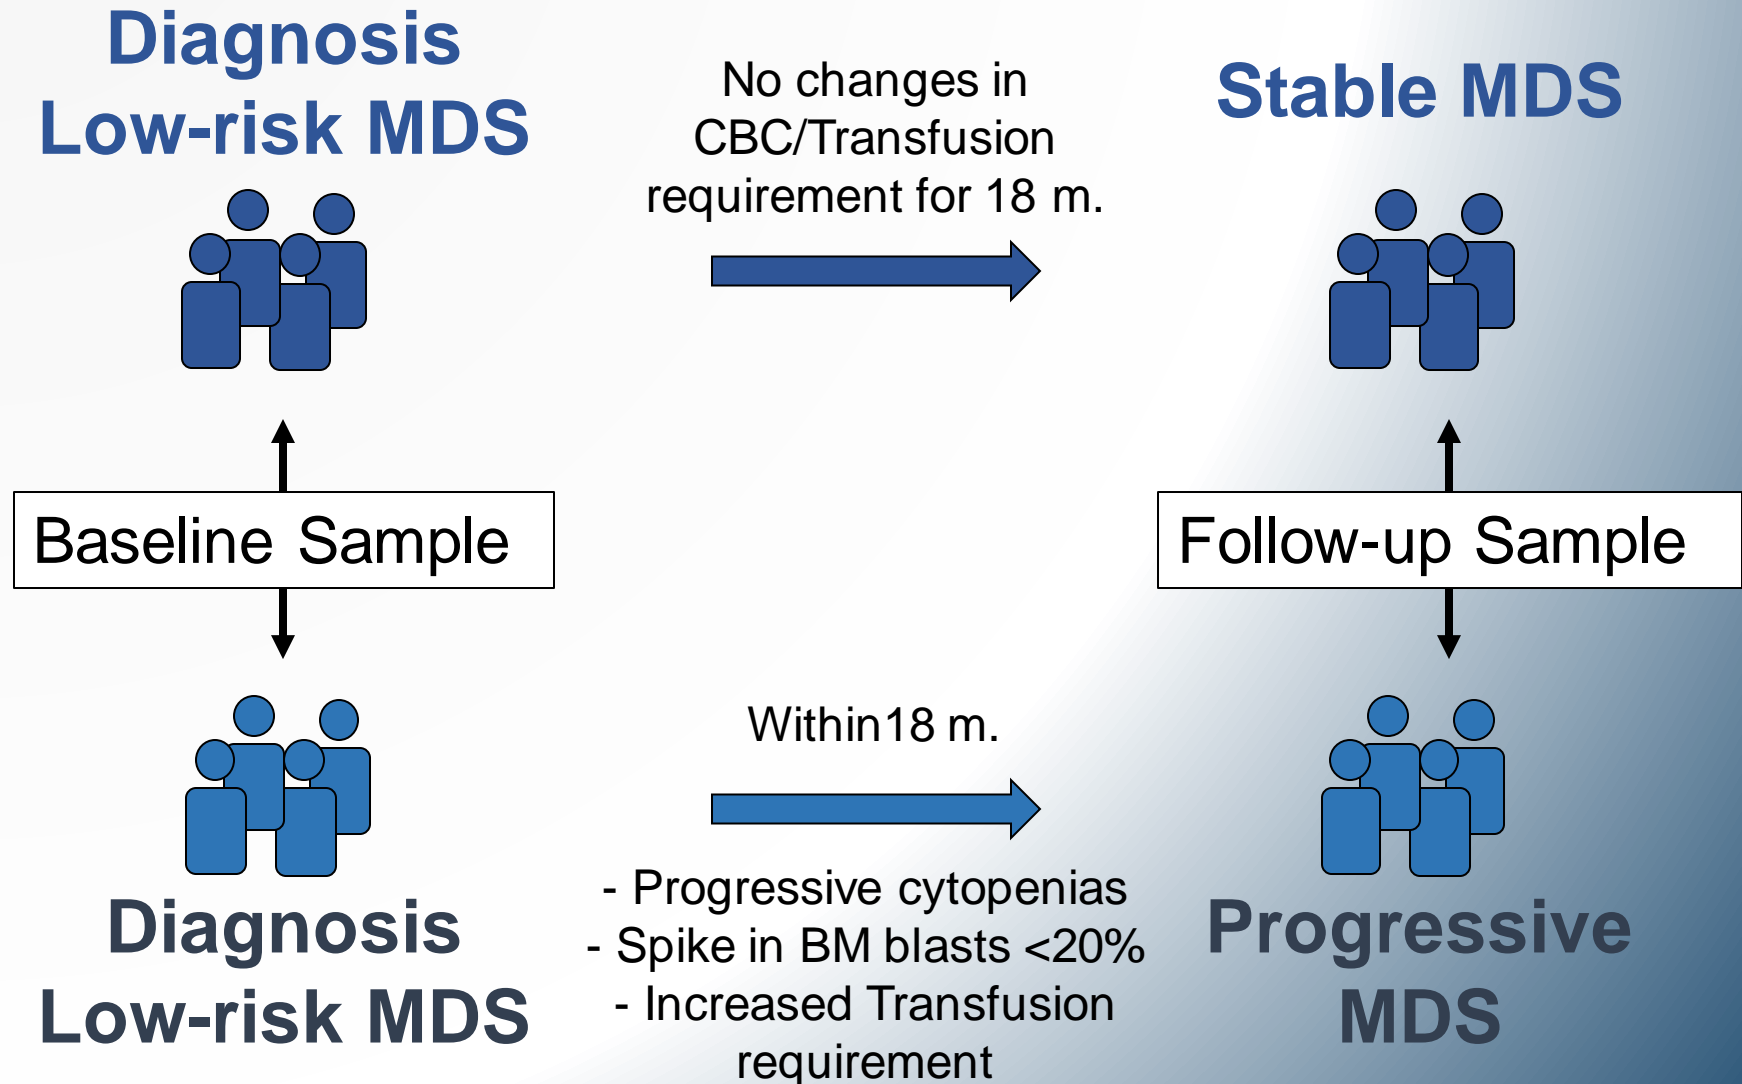 Diagnosis
Low-risk MDS
No changes in
CBC/Transfusion
requirement for 18 m.
Stable MDS
Baseline Sample
Follow-up Sample
Within18 m.
- Progressive cytopenias
- Spike in BM blasts <20%
- Increased Transfusion
requirement
Diagnosis
Low-risk MDS
Progressive
MDS